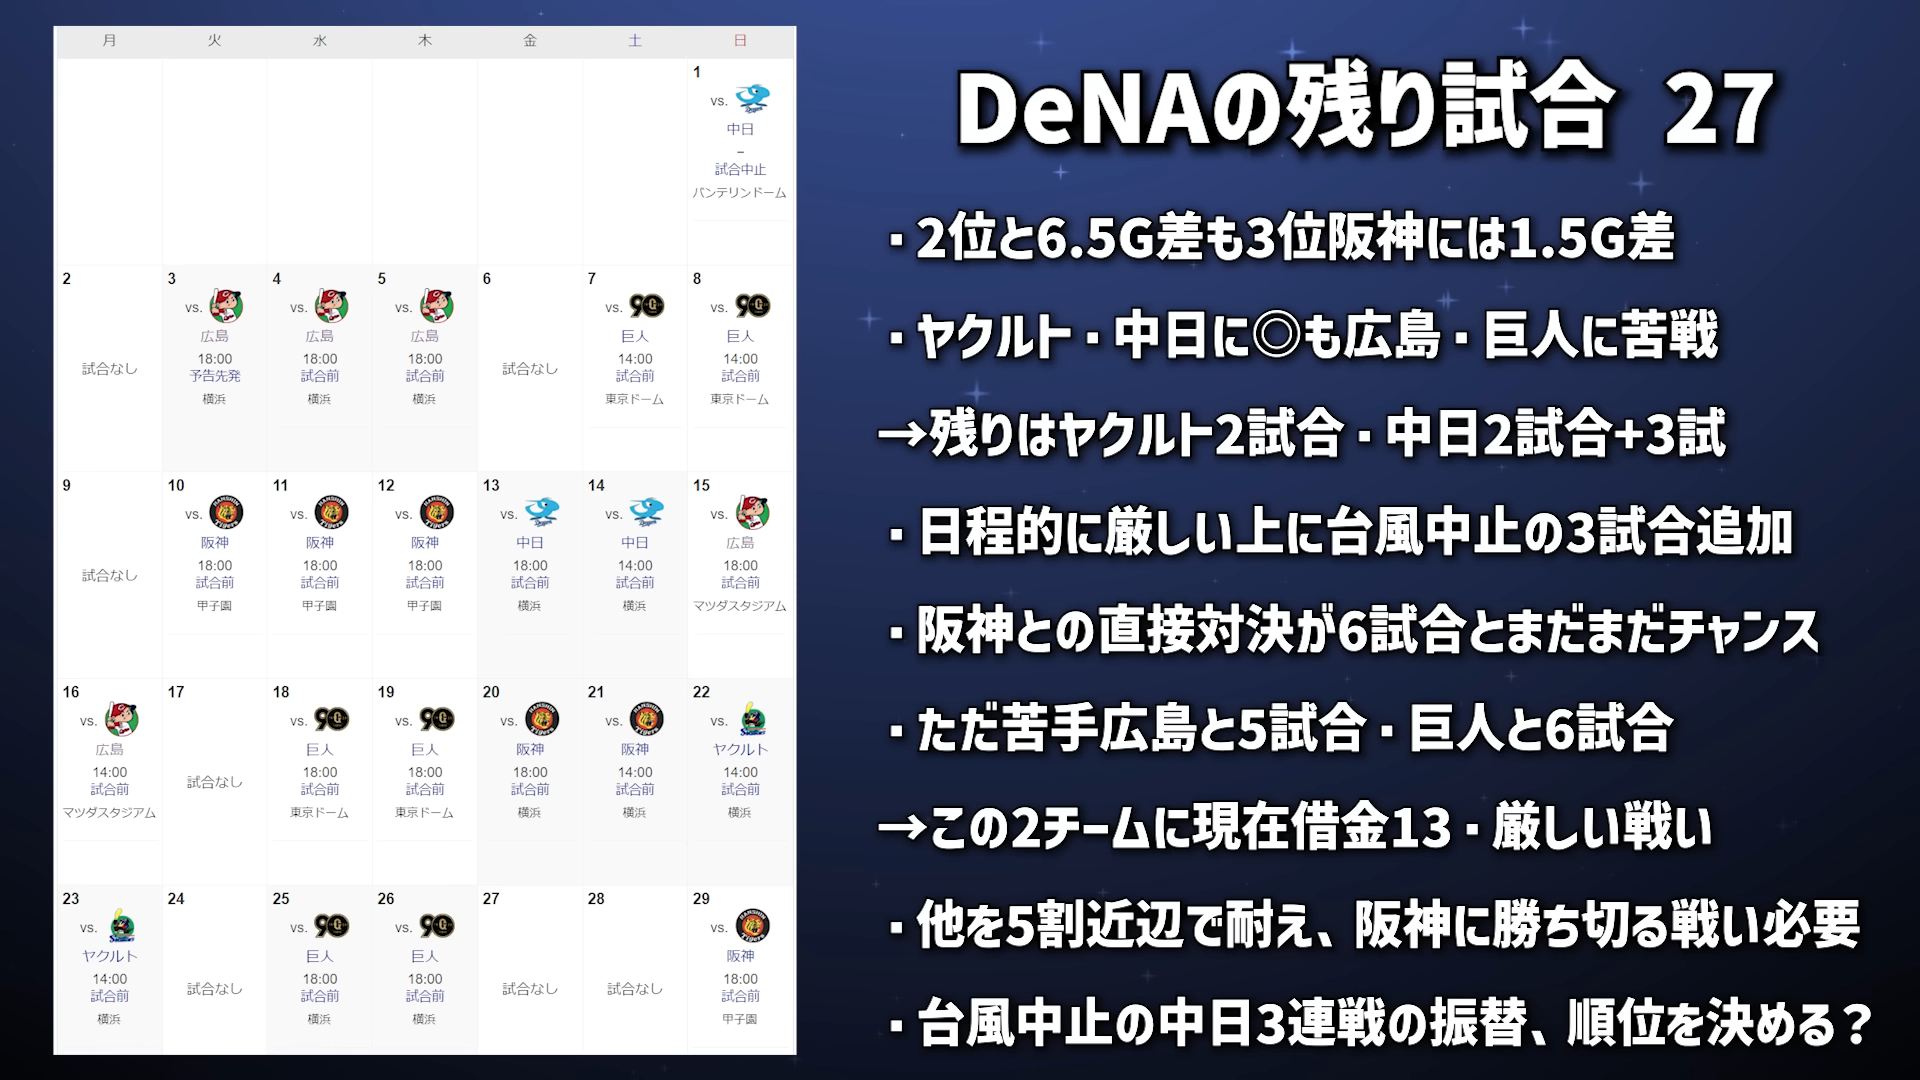 月 火 水 木 金 土 日
1
vs.
中日
–
試合中止
バンテリンドーム
2 3 4 5 6 7 8
vs. vs. vs. vs. vs.
広島 広島 広島 巨人 巨人
試合なし 18:00 18:00 18:00 試合なし 14:00 14:00
予告先発 試合前 試合前 試合前 試合前
横浜 横浜 横浜 東京ドーム 東京ドーム
9 10 11 12 13 14 15
vs. vs. vs. vs. vs. vs.
阪神 阪神 阪神 中日 中日 広島
試合なし 18:00 18:00 18:00 18:00 14:00 18:00
試合前 試合前 試合前 試合前 試合前 試合前
甲子園 甲子園 甲子園 横浜 横浜 マツダスタジアム
16 17 18 19 20 21 22
vs. vs. vs. vs. vs. vs.
広島 巨人 巨人 阪神 阪神 ヤクルト
14:00 試合なし 18:00 18:00 18:00 14:00 14:00
試合前 試合前 試合前 試合前 試合前 試合前
マツダスタジアム 東京ドーム 東京ドーム 横浜 横浜 横浜
23 24 25 26 27 28 29
vs. vs. vs. vs.
ヤクルト 巨人 巨人 阪神
14:00 試合なし 18:00 18:00 試合なし 試合なし 18:00
試合前 試合前 試合前 試合前
横浜 横浜 横浜 甲子園
DeNAの残り試合 27
・2位と6.5G差も3位阪神には1.5G差
・ヤクルト・中日に◎も広島・巨人に苦戦
→残りはヤクルト2試合・中日2試合+3試
・日程的に厳しい上に台風中止の3試合追加
・阪神との直接対決が6試合とまだまだチャンス
・ただ苦手広島と5試合・巨人と6試合
→この2チームに現在借金13・厳しい戦い
・他を5割近辺で耐え、阪神に勝ち切る戦い必要
・台風中止の中日3連戦の振替、順位を決める？